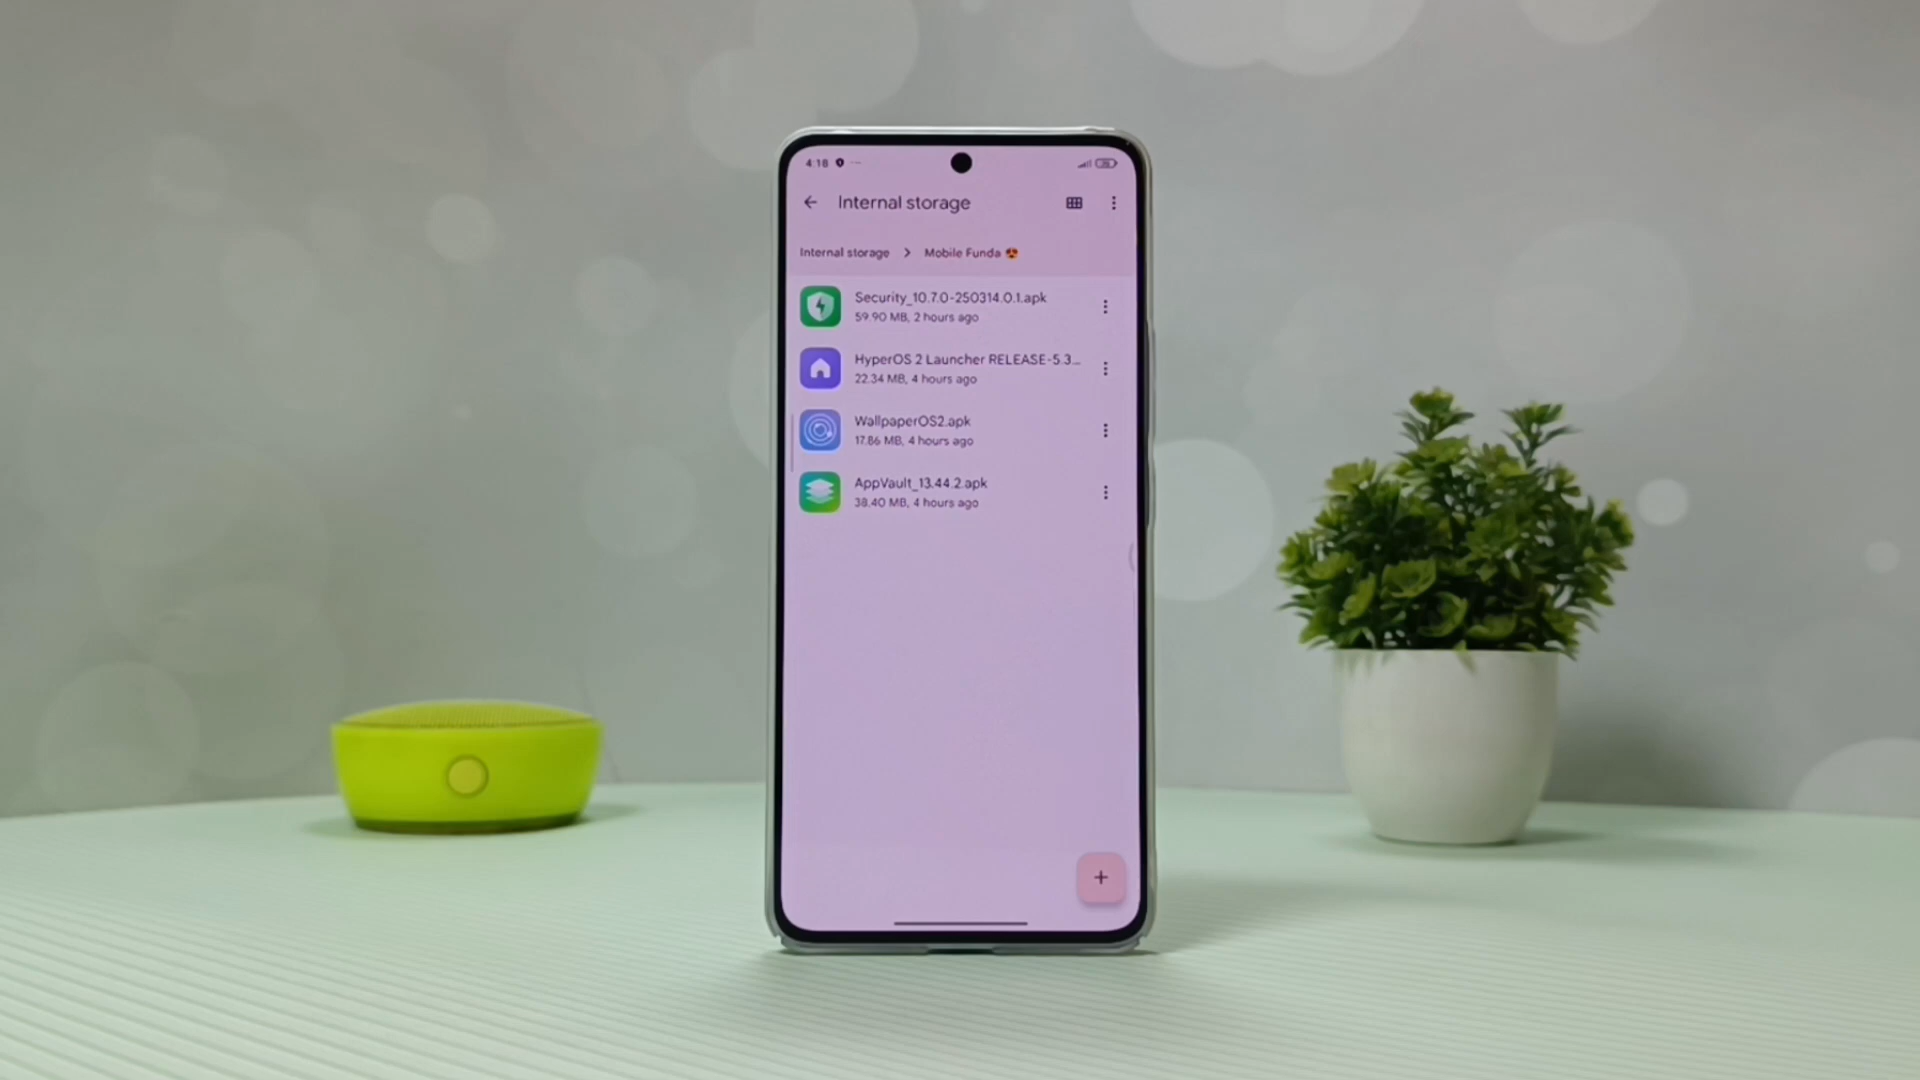 4:18
Internal storage
Internal storage > Mobile Funda 😍
Security_10.7.0-250314.0.1.apk
59.90 MB, 2 hours ago
HyperOS 2 Launcher RELEASE-5.3...
22.34 MB, 4 hours ago
WallpaperOS2.apk
17.86 MB, 4 hours ago
AppVault_13.44.2.apk
38.40 MB, 4 hours ago